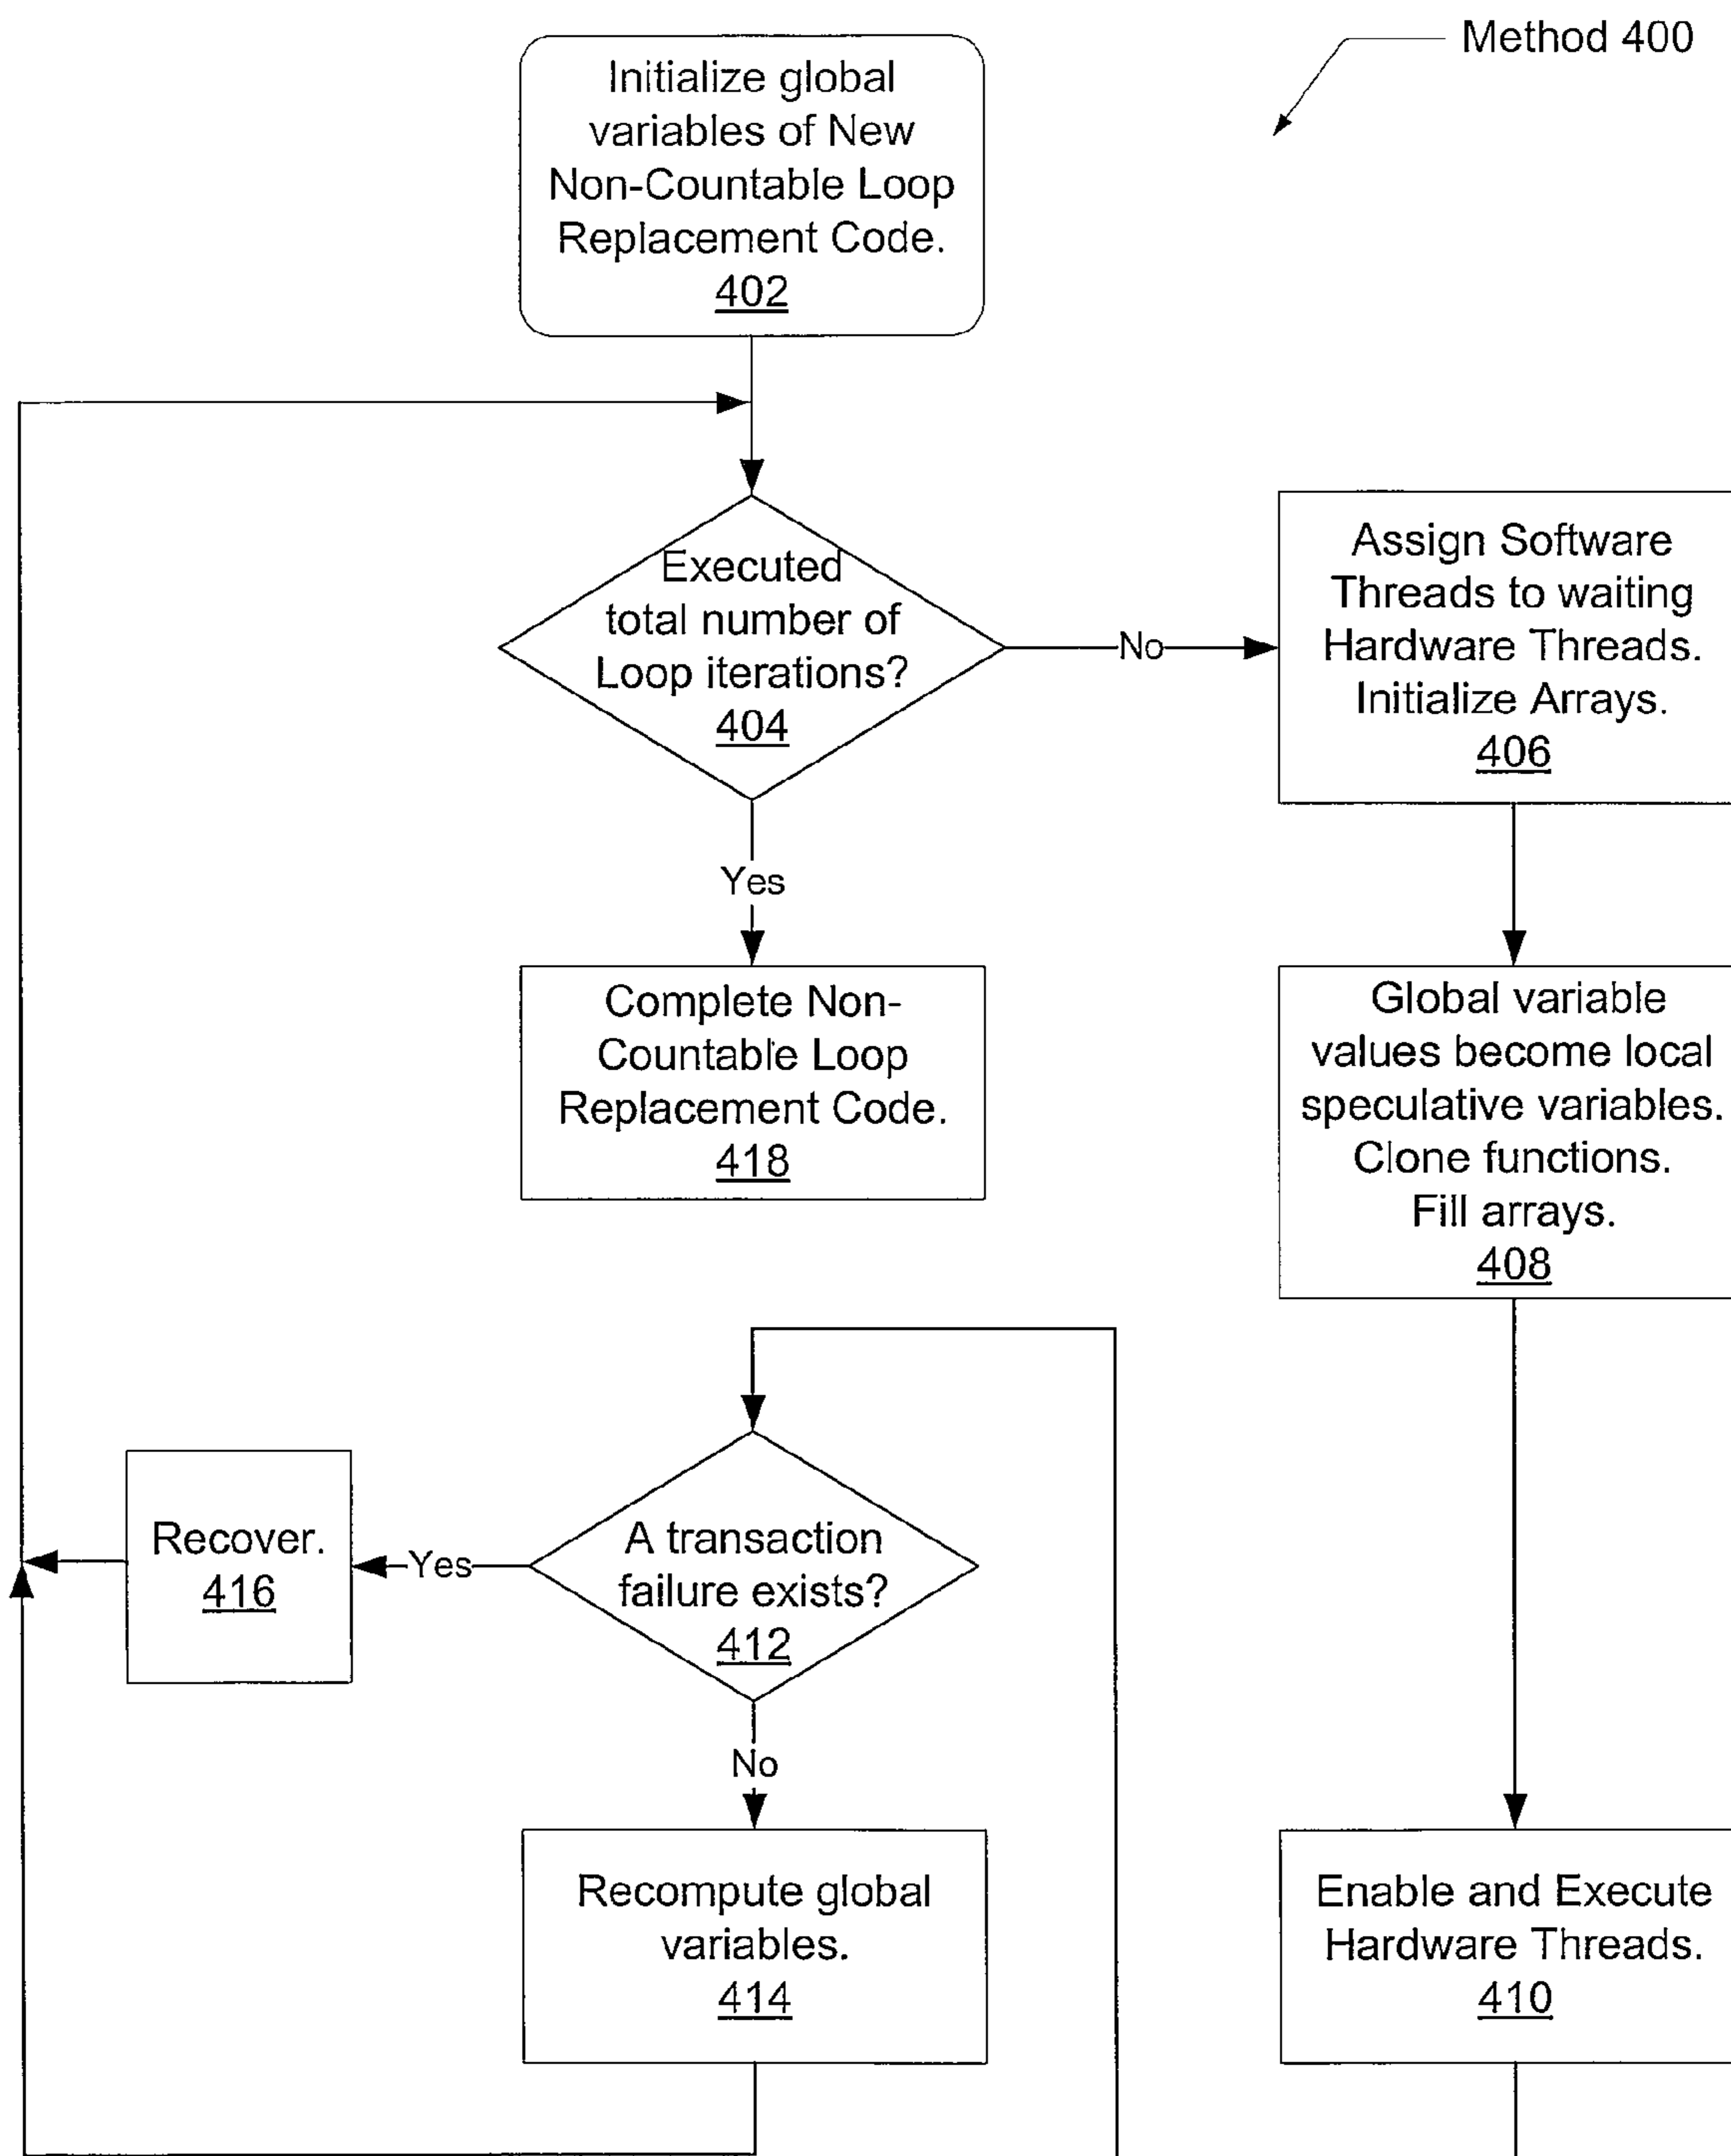 Method 400
Initialize global
variables of New
Non-Countable Loop
Replacement Code.
402
Executed
total number of
Loop iterations?
404
No
Assign Software
Threads to waiting
Hardware Threads.
Initialize Arrays.
406
Yes
Complete Non-
Countable Loop
Replacement Code.
418
Global variable
values become local
speculative variables.
Clone functions.
Fill arrays.
408
A transaction
failure exists?
412
Yes
Recover.
416
No
Recompute global
variables.
414
Enable and Execute
Hardware Threads.
410